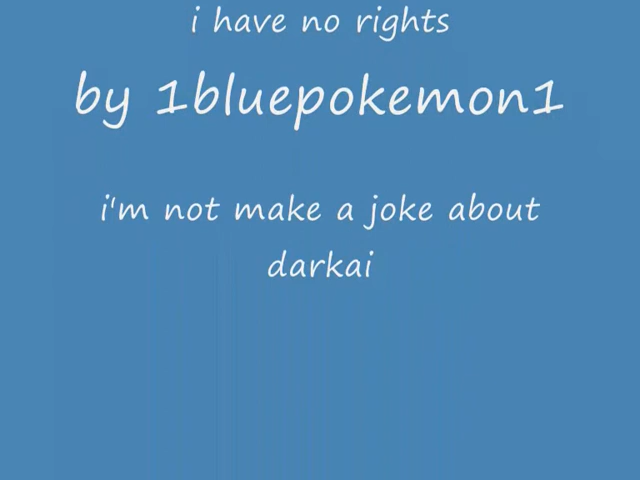 i have no rights
by 1bluepokemon1
i'm not make a joke about
darkai